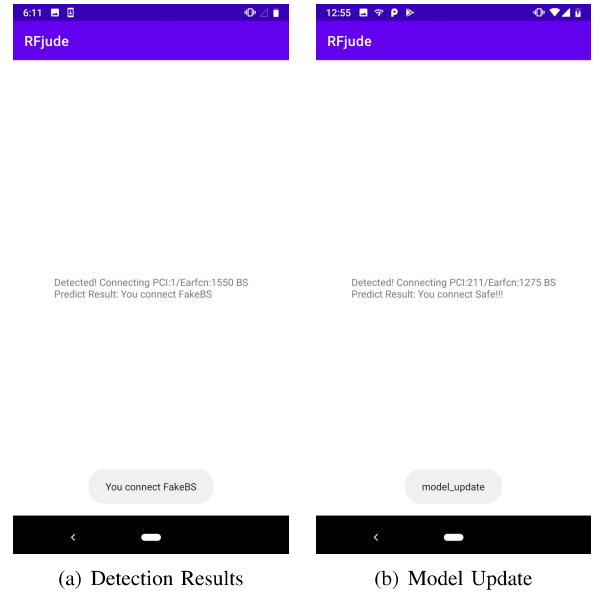 6:11
RFjude
Detected! Connecting PCI:1/Earfcn:1550 BS
Predict Result: You connect FakeBS
You connect FakeBS
(a) Detection Results
12:55
RFjude
Detected! Connecting PCI:211/Earfcn:1275 BS
Predict Result: You connect Safe!!!
model_update
(b) Model Update